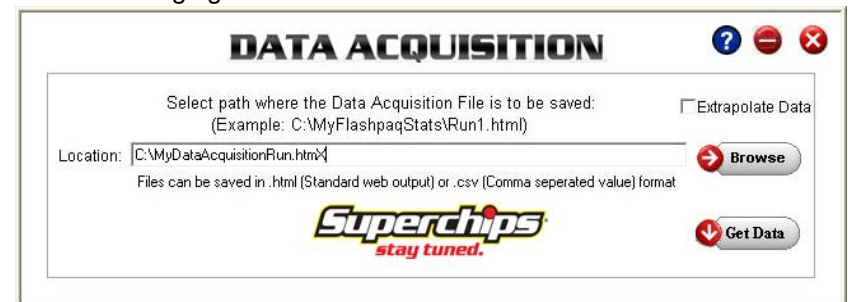 DATA ACQUISITION
?
Select path where the Data Acquisition File is to be saved:
(Example: C:\MyFlashpaqStats\Run1.html)
Extrapolate Data
Location: C:\MyDataAcquisitionRun.htm
Browse
Files can be saved in .html (Standard web output) or .csv (Comma seperated value) format
Superchips
stay tuned.
Get Data